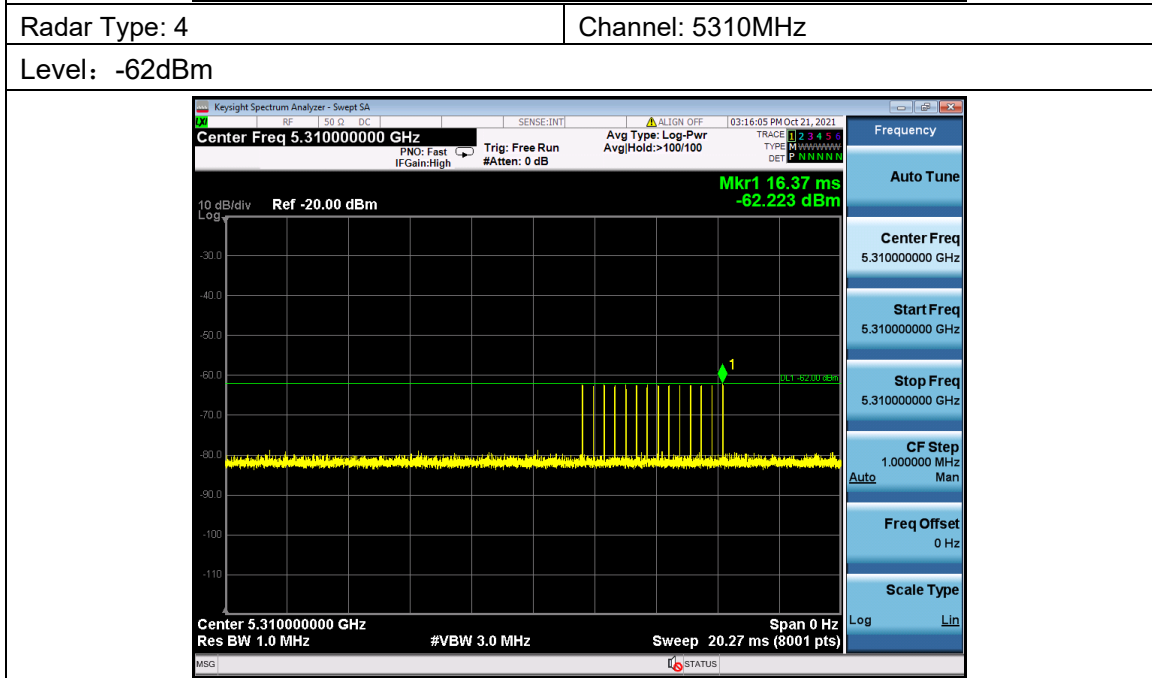 Radar Type: 4
Channel: 5310MHz
Level：-62dBm
Keysight Spectrum Analyzer - Swept SA
LXI RF 50 Ω DC SENSE:INT ALIGN OFF 03:16:05 PM Oct 21, 2021
Center Freq 5.310000000 GHz
PNO: Fast
IFGain:High
Trig: Free Run
#Atten: 0 dB
Avg Type: Log-Pwr
Avg|Hold:>100/100
TRACE 1 2 3 4 5 6
TYPE M WWWWW
DET P N N N N N
Mkr1 16.37 ms
-62.223 dBm
10 dB/div Ref -20.00 dBm
Log
-30.0
-40.0
-50.0
1
-60.0
DL1 -62.00 dBm
-70.0
-80.0
-90.0
-100
-110
Center 5.310000000 GHz
Span 0 Hz
Res BW 1.0 MHz
#VBW 3.0 MHz
Sweep 20.27 ms (8001 pts)
MSG
STATUS
Frequency
Auto Tune
Center Freq
5.310000000 GHz
Start Freq
5.310000000 GHz
Stop Freq
5.310000000 GHz
CF Step
1.000000 MHz
Auto Man
Freq Offset
0 Hz
Scale Type
Log Lin